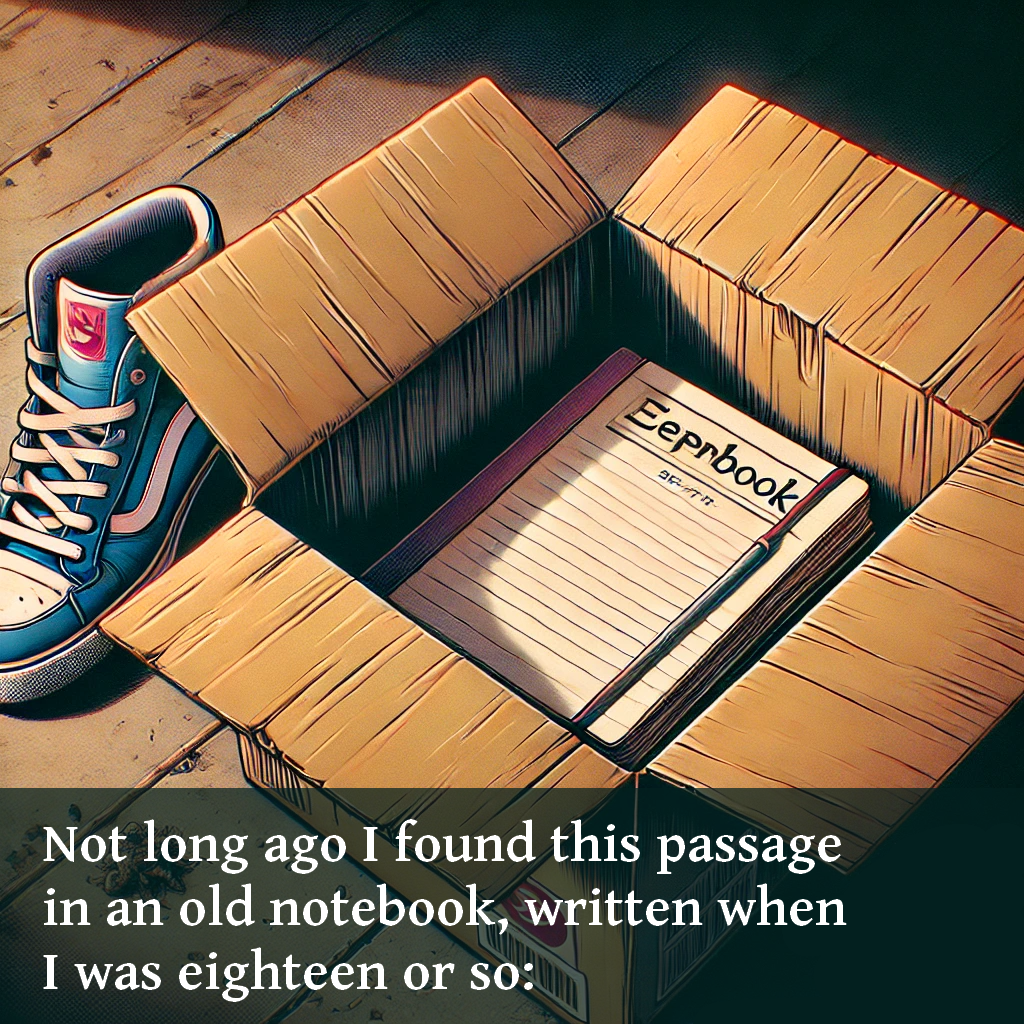 Eeprbook
Not long ago I found this passage
in an old notebook, written when
I was eighteen or so: